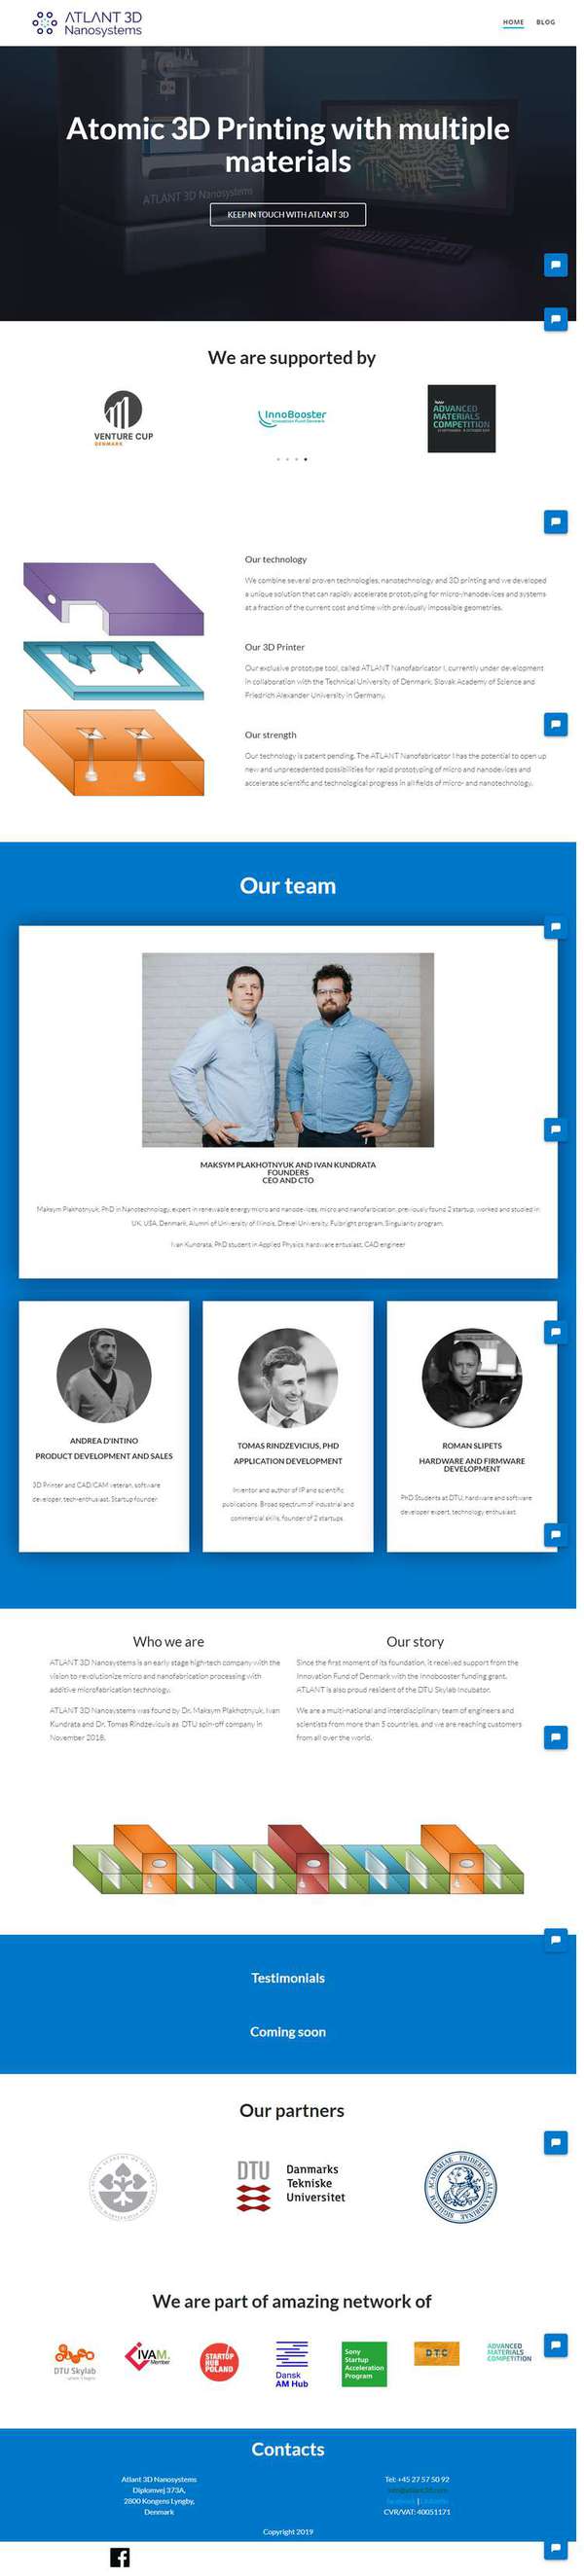 ATLANT 3D
Nanosystems
HOME BLOG
Atomic 3D Printing with multiple
materials
ATLANT 3D Nanosystems
KEEP IN TOUCH WITH ATLANT 3D
We are supported by
VENTURE CUP
DENMARK
InnoBooster
Innovation Fund Denmark
ADVANCED
MATERIALS
COMPETITION
Our technology
We combine several proven technologies, nanotechnology and 3D printing and we developed
a unique solution that can rapidly accelerate prototyping for micro-/nanodevices and systems
at a fraction of the current cost and time with previously impossible geometries.
Our 3D Printer
Our exclusive prototype tool, called ATLANT Nanofabricator I, currently under development
in collaboration with the Technical University of Denmark, Slovak Academy of Science and
Friedrich Alexander University in Germany.
Our strength
Our technology is patent pending. The ATLANT Nanofabricator I has the potential to open up
new and unprecedented possibilities for rapid prototyping of micro and nanodevices and
accelerate scientific and technological progress in all fields of micro- and nanotechnology.
Our team
MAKSYM PLAKHOTNYUK AND IVAN KUNDRATA
FOUNDERS
CEO AND CTO
Maksym Plakhotnyuk, PhD in Nanotechnology, expert in renewable energy micro and nanodevices, micro and nanofarbication, previously found 2 startup, worked and studied in
UK, USA, Denmark, Alumni of University of Illinois, Drexel University, Fulbright program, Singularity program.
Ivan Kundrata, PhD student in Applied Physics, hardware entusiast, CAD engineer
ANDREA D'INTINO
PRODUCT DEVELOPMENT AND SALES
3D Printer and CAD/CAM veteran, software
developer, tech-enthusiast, Startup founder
TOMAS RINDZEVICIUS, PHD
APPLICATION DEVELOPMENT
Inventor and author of IP and scientific
publications. Broad spectrum of industrial and
commercial skills, founder of 2 startups
ROMAN SLIPETS
HARDWARE AND FIRMWARE
DEVELOPMENT
PhD Students at DTU, hardware and software
developer expert, technology enthusiast
Who we are
ATLANT 3D Nanosystems is an early stage high-tech company with the
vision to revolutionize micro and nanofabrication processing with
additive microfabrication technology.
ATLANT 3D Nanosystems was found by Dr. Maksym Plakhotnyuk, Ivan
Kundrata and Dr. Tomas Rindzevicuis as DTU spin-off company in
November 2018.
Our story
Since the first moment of its foundation, it received support from the
Innovation Fund of Denmark with the Innobooster funding grant.
ATLANT is also proud resident of the DTU Skylab Incubator.
We are a multi-national and interdisciplinary team of engineers and
scientists from more than 5 countries, and we are reaching customers
from all over the world.
Testimonials
Coming soon
Our partners
DTU
Danmarks
Tekniske
Universitet
We are part of amazing network of
DTU Skylab
IVAM
Member
STARTUP
HUB
POLAND
Dansk
AM Hub
Sony
Startup
Acceleration
Program
DTC
ADVANCED
MATERIALS
COMPETITION
Contacts
Atlant 3D Nanosystems
Diplomvej 373A,
2800 Kongens Lyngby,
Denmark
Tel: +45 27 57 50 92
CVR/VAT: 40051171
Copyright 2019